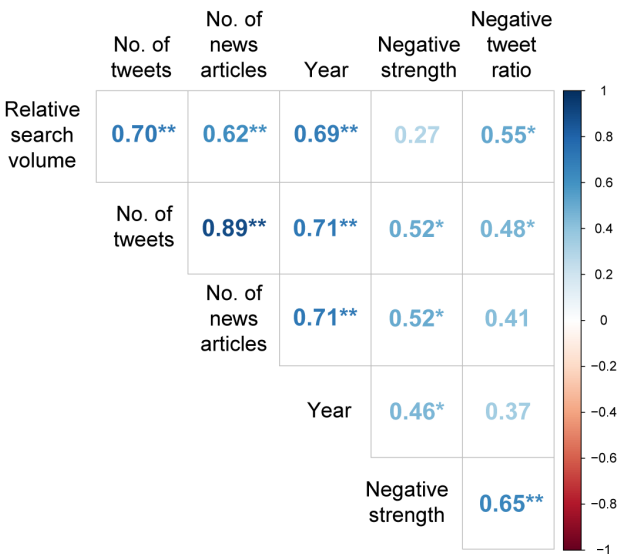 No. of
tweets
No. of
news
articles
Year
Negative
strength
Negative
tweet
ratio
Relative
search
volume
0.70** 0.62** 0.69** 0.27 0.55*
No. of
tweets
0.89** 0.71** 0.52* 0.48*
No. of
news
articles
0.71** 0.52* 0.41
Year
0.46* 0.37
Negative
strength
0.65**
1
0.8
0.6
0.4
0.2
0
−0.2
−0.4
−0.6
−0.8
−1